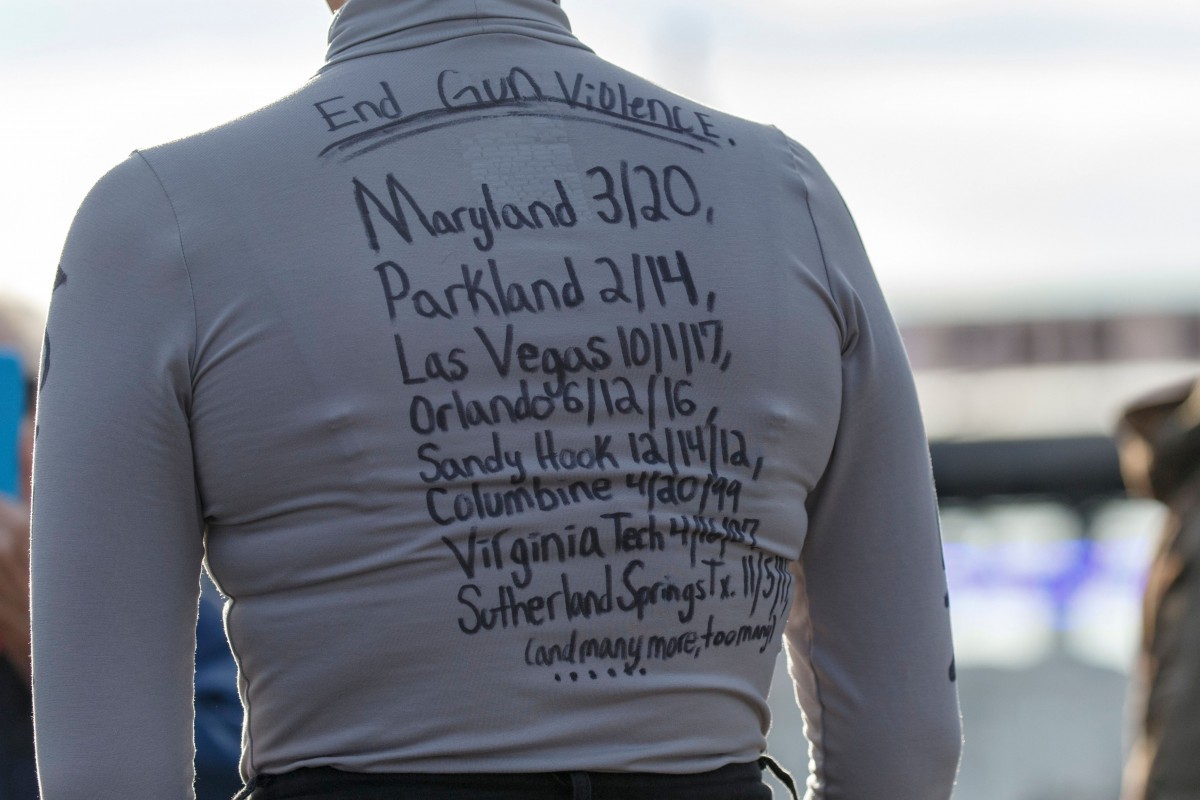 End Gun Violence.
Maryland 3/20,
Parkland 2/14,
Las Vegas 10/1/17,
Orlando 6/12/16,
Sandy Hook 12/14/12,
Columbine 4/20/99
Virginia Tech 4/16/07
Sutherland Springs Tx. 11/5/1
(and many more, too many)
......